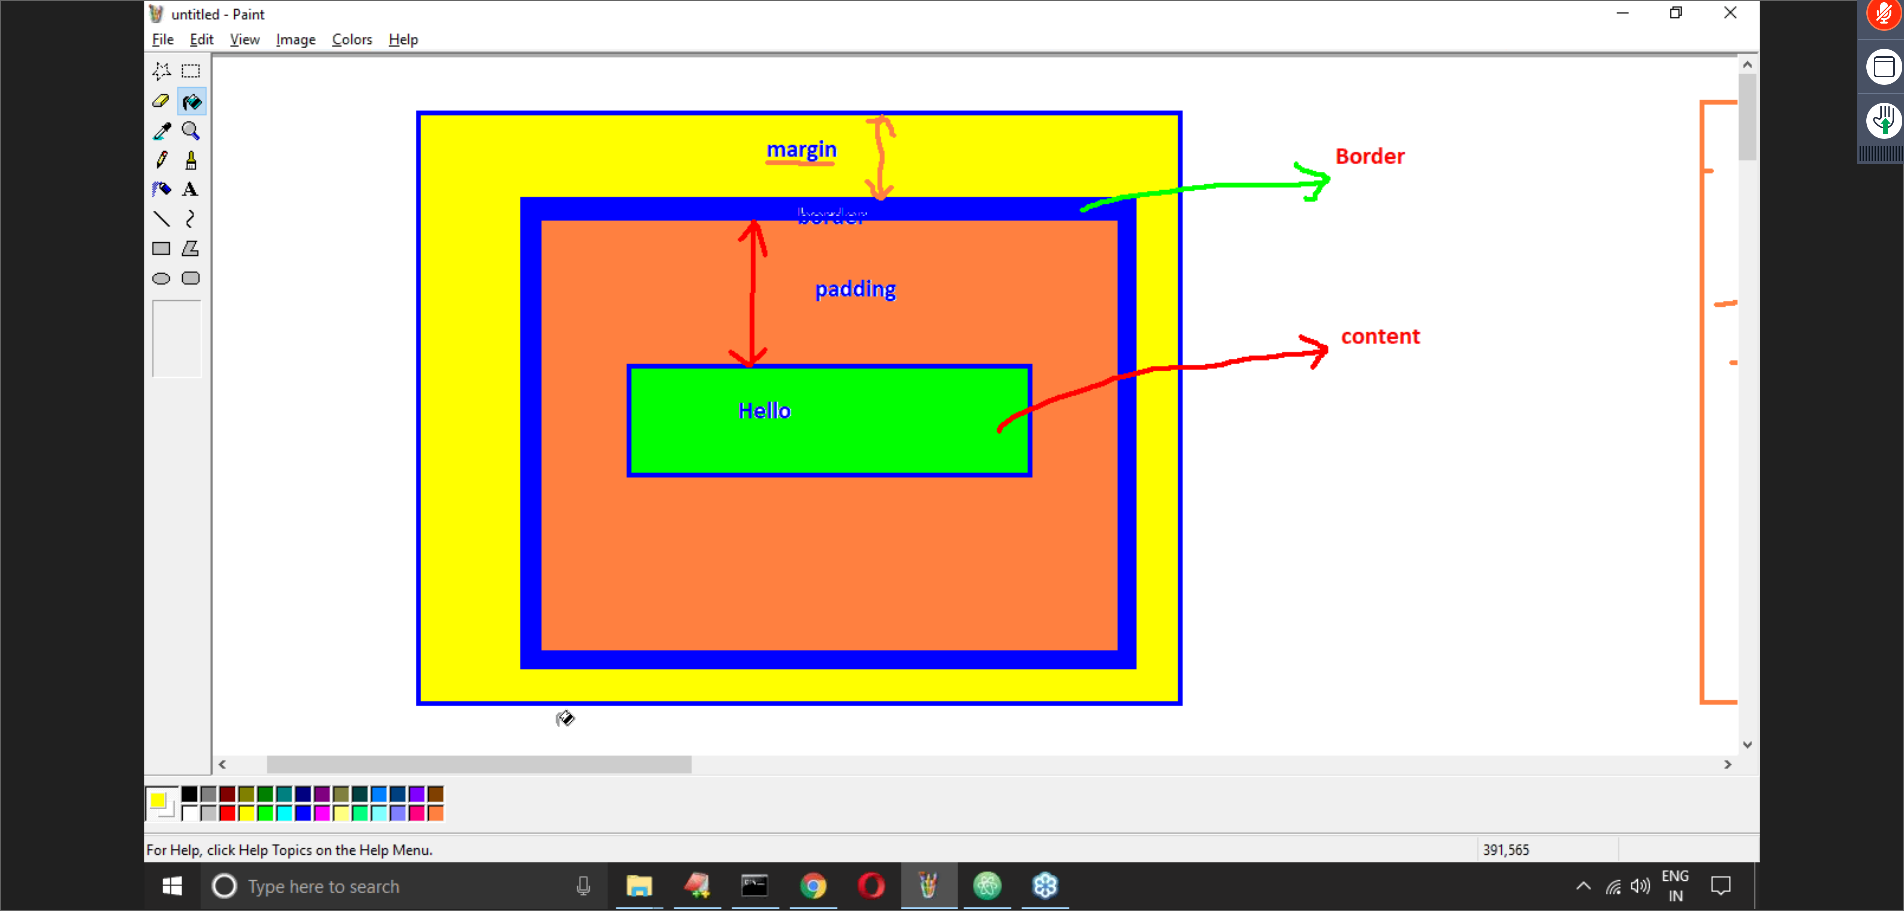 untitled - Paint
File Edit View Image Colors Help
margin
Border
border
padding
content
Hello
For Help, click Help Topics on the Help Menu.
391,565
Type here to search
ENG
IN